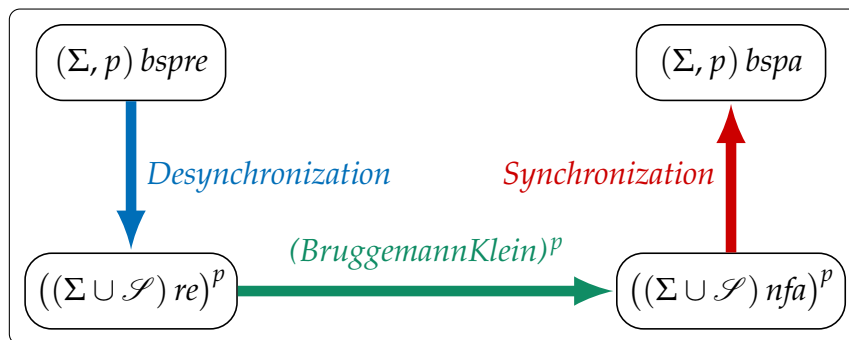 (Σ, p) bspre
(Σ, p) bspa
Desynchronization
Synchronization
(BruggemannKlein)ᵖ
((Σ ∪ 𝒮) re)ᵖ
((Σ ∪ 𝒮) nfa)ᵖ